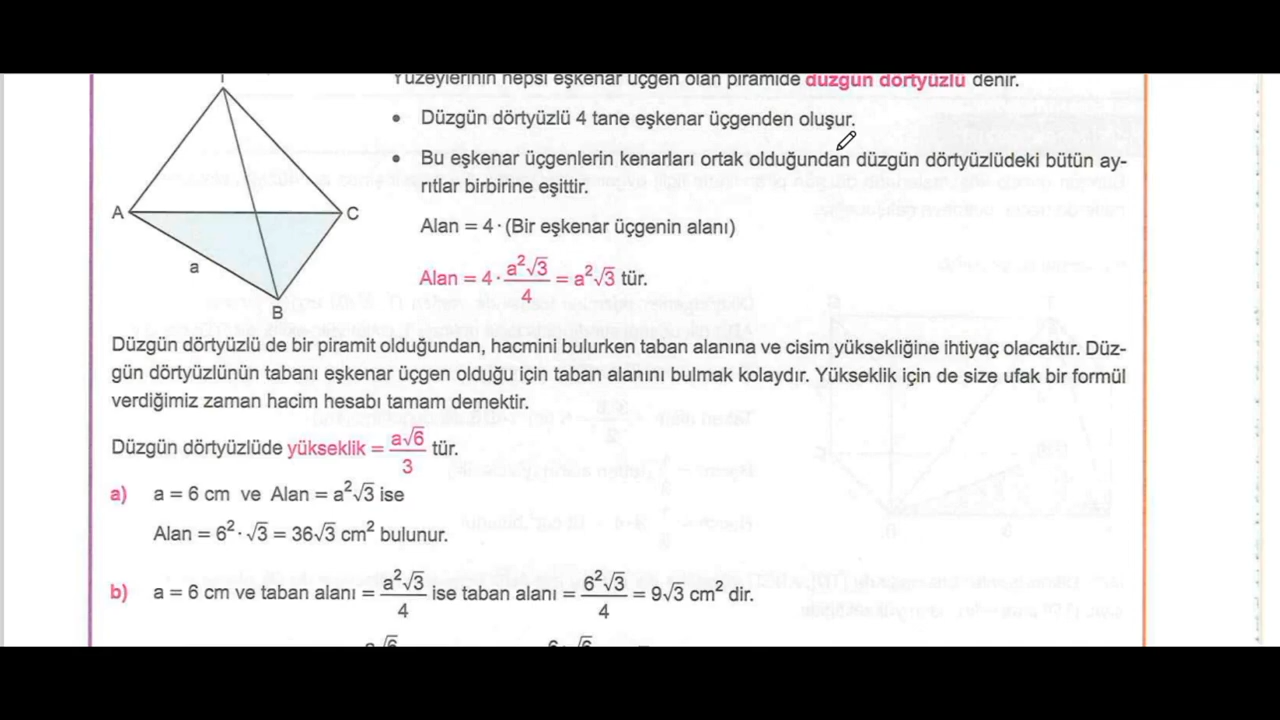 Yüzeylerinin hepsi eşkenar üçgen olan piramide düzgün dörtyüzlü denir.
• Düzgün dörtyüzlü 4 tane eşkenar üçgenden oluşur.
• Bu eşkenar üçgenlerin kenarları ortak olduğundan düzgün dörtyüzlüdeki bütün ay-
rıtlar birbirine eşittir.
A
C
a
B
Alan = 4 · (Bir eşkenar üçgenin alanı)
Alan = 4 · a²√3/4 = a²√3 tür.
Düzgün dörtyüzlü de bir piramit olduğundan, hacmini bulurken taban alanına ve cisim yüksekliğine ihtiyaç olacaktır. Düz-
gün dörtyüzlünün tabanı eşkenar üçgen olduğu için taban alanını bulmak kolaydır. Yükseklik için de size ufak bir formül
verdiğimiz zaman hacim hesabı tamam demektir.
Düzgün dörtyüzlüde yükseklik = a√6/3 tür.
a) a = 6 cm ve Alan = a²√3 ise
Alan = 6² · √3 = 36√3 cm² bulunur.
b) a = 6 cm ve taban alanı = a²√3/4 ise taban alanı = 6²√3/4 = 9√3 cm² dir.